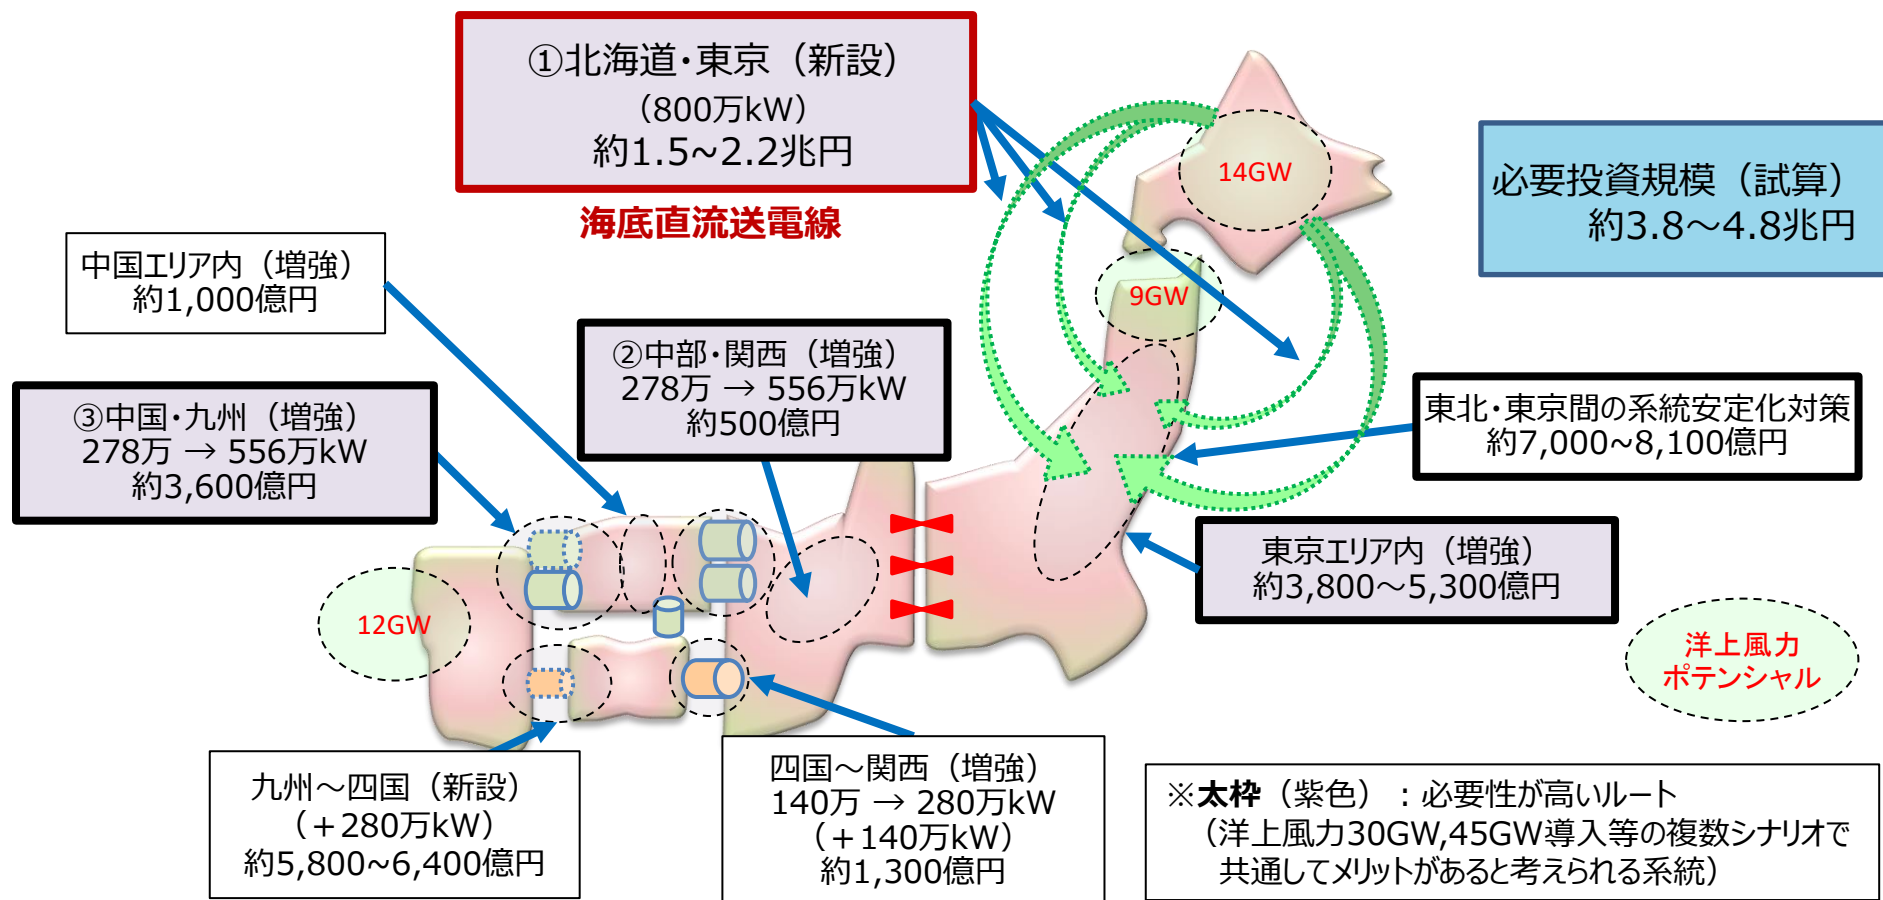 ①北海道・東京（新設）
（800万kW）
約1.5~2.2兆円
海底直流送電線
必要投資規模（試算）
約3.8～4.8兆円
14GW
9GW
中国エリア内（増強）
約1,000億円
②中部・関西（増強）
278万 → 556万kW
約500億円
③中国・九州（増強）
278万 → 556万kW
約3,600億円
東北・東京間の系統安定化対策
約7,000~8,100億円
東京エリア内（増強）
約3,800～5,300億円
12GW
洋上風力
ポテンシャル
九州～四国（新設）
（＋280万kW）
約5,800~6,400億円
四国～関西（増強）
140万 → 280万kW
（＋140万kW）
約1,300億円
※太枠（紫色）：必要性が高いルート
（洋上風力30GW,45GW導入等の複数シナリオで
共通してメリットがあると考えられる系統）